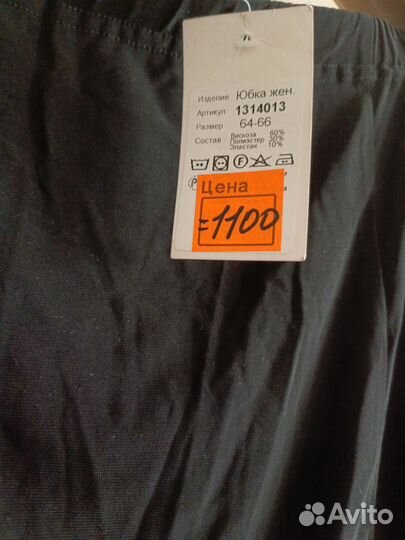 Изделие Юбка жен.
Артикул 1314013
Размер 64-66
Состав Вискоза 60%
Полиэстер 30%
Эластан 10%
Цена
=1100
Avito